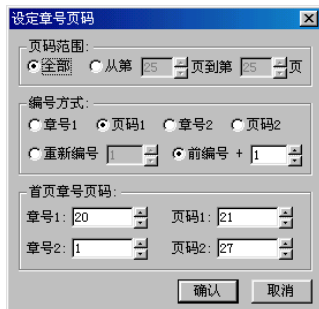 设定章号页码
页码范围:
全部 从第 25 页到第 25 页
编号方式:
章号1 页码1 章号2 页码2
重新编号 1 前编号 + 1
首页章号页码:
章号1: 20 页码1: 21
章号2: 1 页码2: 27
确认 取消